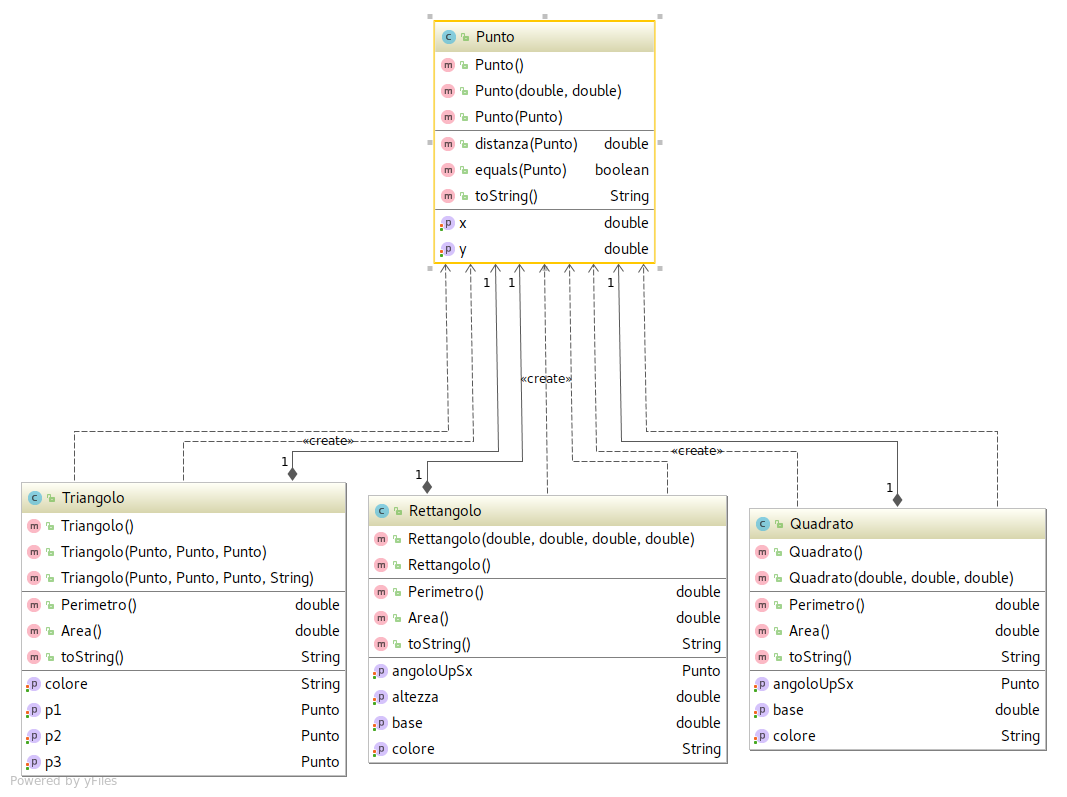 Punto
Punto()
Punto(double, double)
Punto(Punto)
distanza(Punto) double
equals(Punto) boolean
toString() String
x double
y double
1 1 1
«create»
«create»
«create»
1
1
1
Triangolo
Triangolo()
Triangolo(Punto, Punto, Punto)
Triangolo(Punto, Punto, Punto, String)
Perimetro() double
Area() double
toString() String
colore String
p1 Punto
p2 Punto
p3 Punto
Rettangolo
Rettangolo(double, double, double, double)
Rettangolo()
Perimetro() double
Area() double
toString() String
angoloUpSx Punto
altezza double
base double
colore String
Quadrato
Quadrato()
Quadrato(double, double, double)
Perimetro() double
Area() double
toString() String
angoloUpSx Punto
base double
colore String
Powered by yFiles